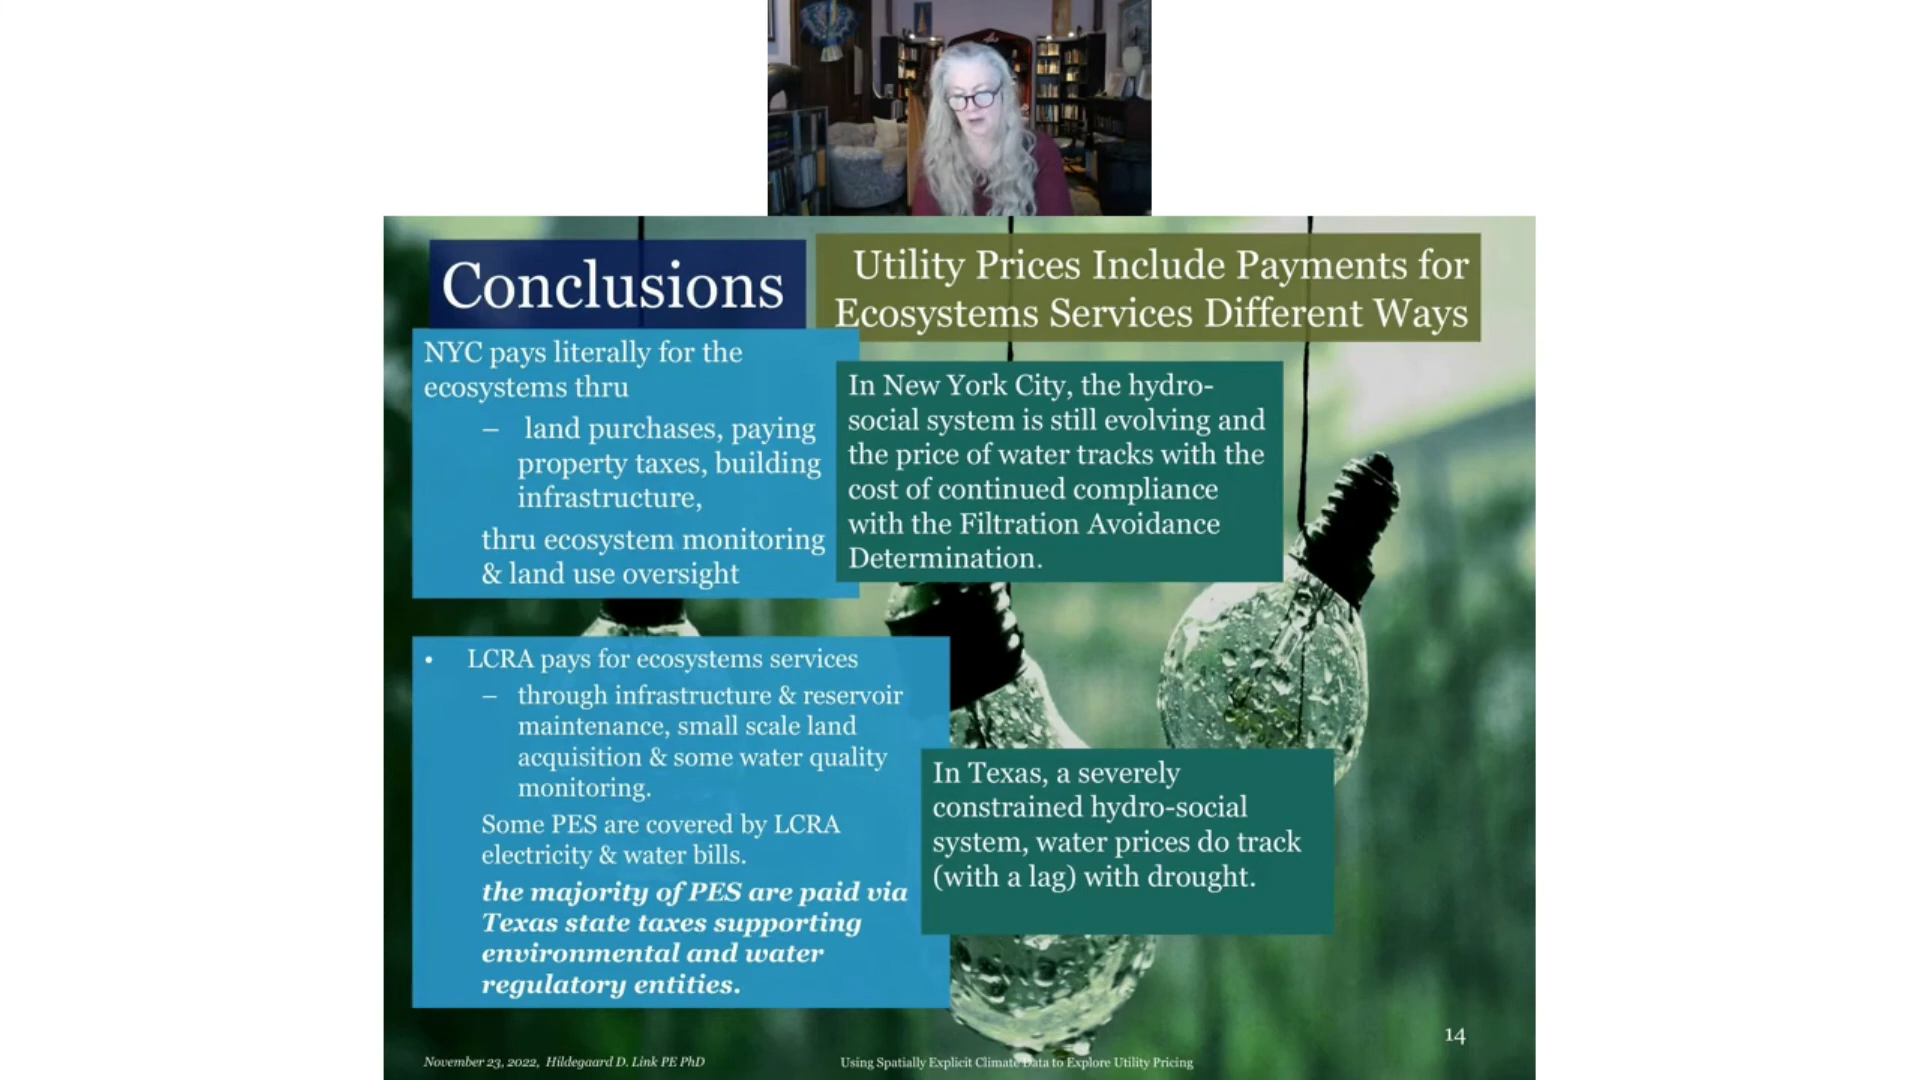 Conclusions
Utility Prices Include Payments for
Ecosystems Services Different Ways
NYC pays literally for the
ecosystems thru
– land purchases, paying
property taxes, building
infrastructure,
thru ecosystem monitoring
& land use oversight
In New York City, the hydro-
social system is still evolving and
the price of water tracks with the
cost of continued compliance
with the Filtration Avoidance
Determination.
• LCRA pays for ecosystems services
– through infrastructure & reservoir
maintenance, small scale land
acquisition & some water quality
monitoring.
Some PES are covered by LCRA
electricity & water bills.
the majority of PES are paid via
Texas state taxes supporting
environmental and water
regulatory entities.
In Texas, a severely
constrained hydro-social
system, water prices do track
(with a lag) with drought.
14
November 23, 2022, Hildegaard D. Link PE PhD
Using Spatially Explicit Climate Data to Explore Utility Pricing